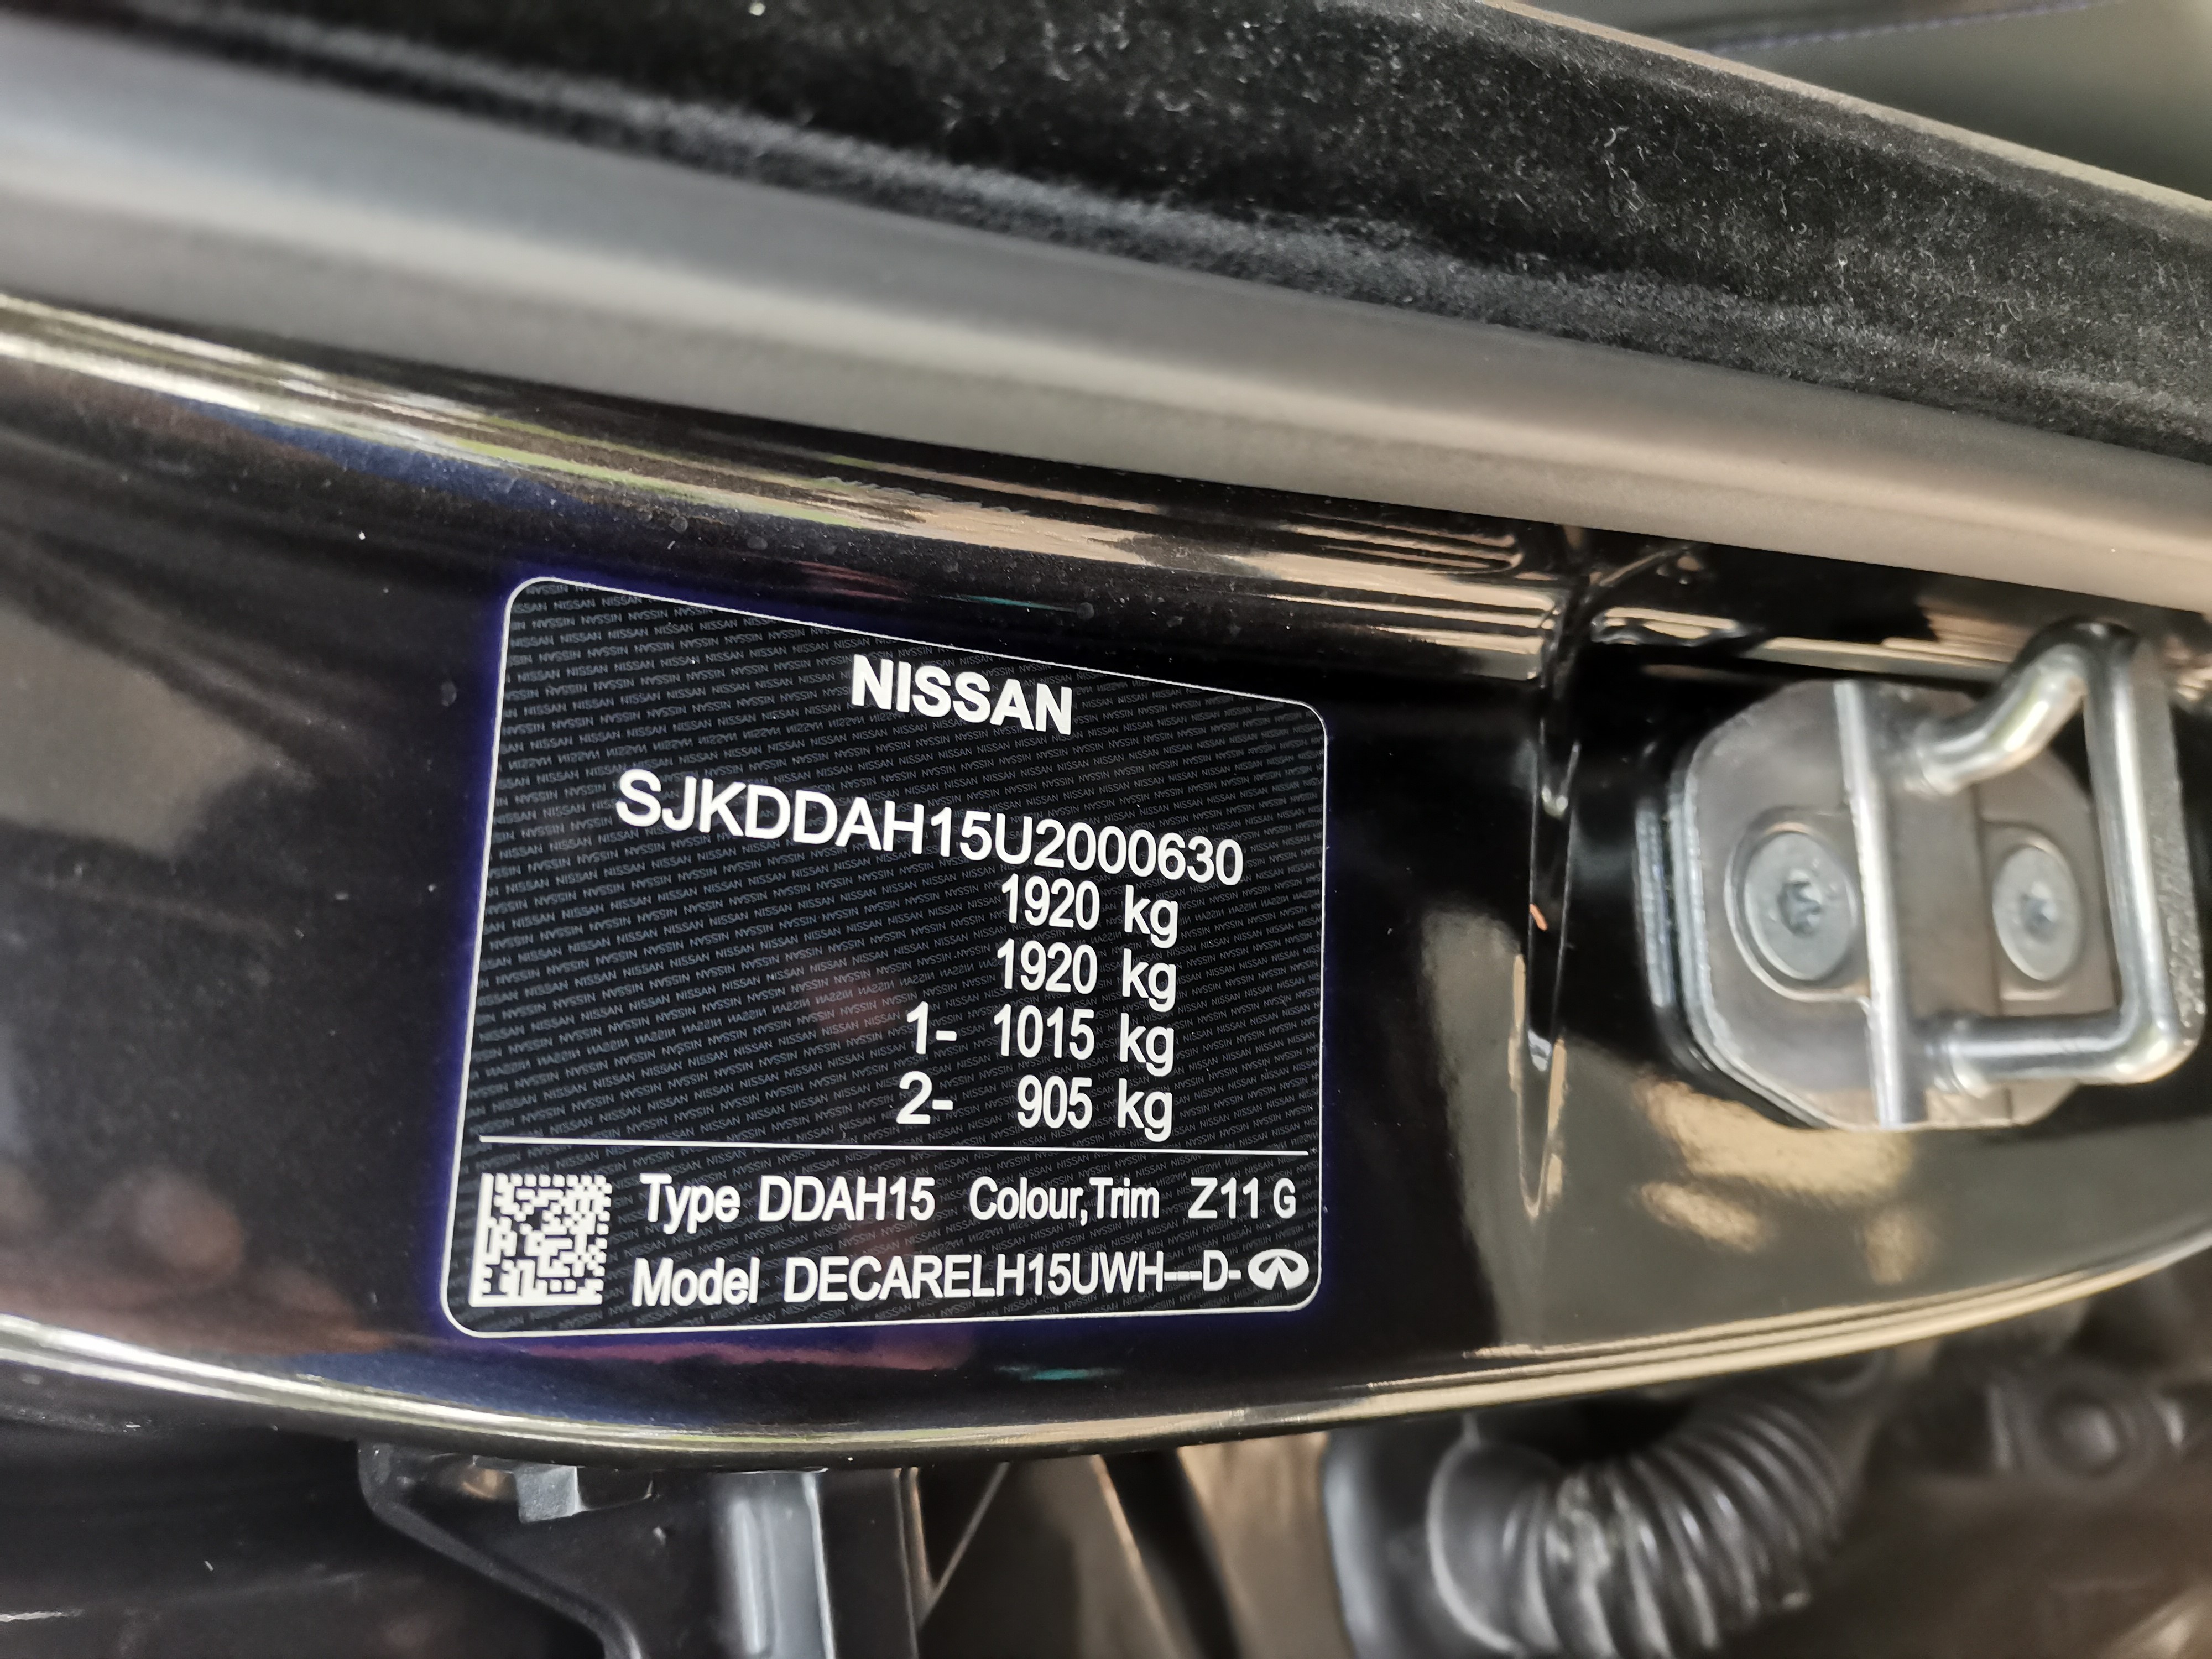 NISSAN
SJKDDAH15U2000630
1920 kg
1920 kg
1- 1015 kg
2- 905 kg
Type DDAH15 Colour,Trim Z11 G
Model DECARELH15UWH---D-